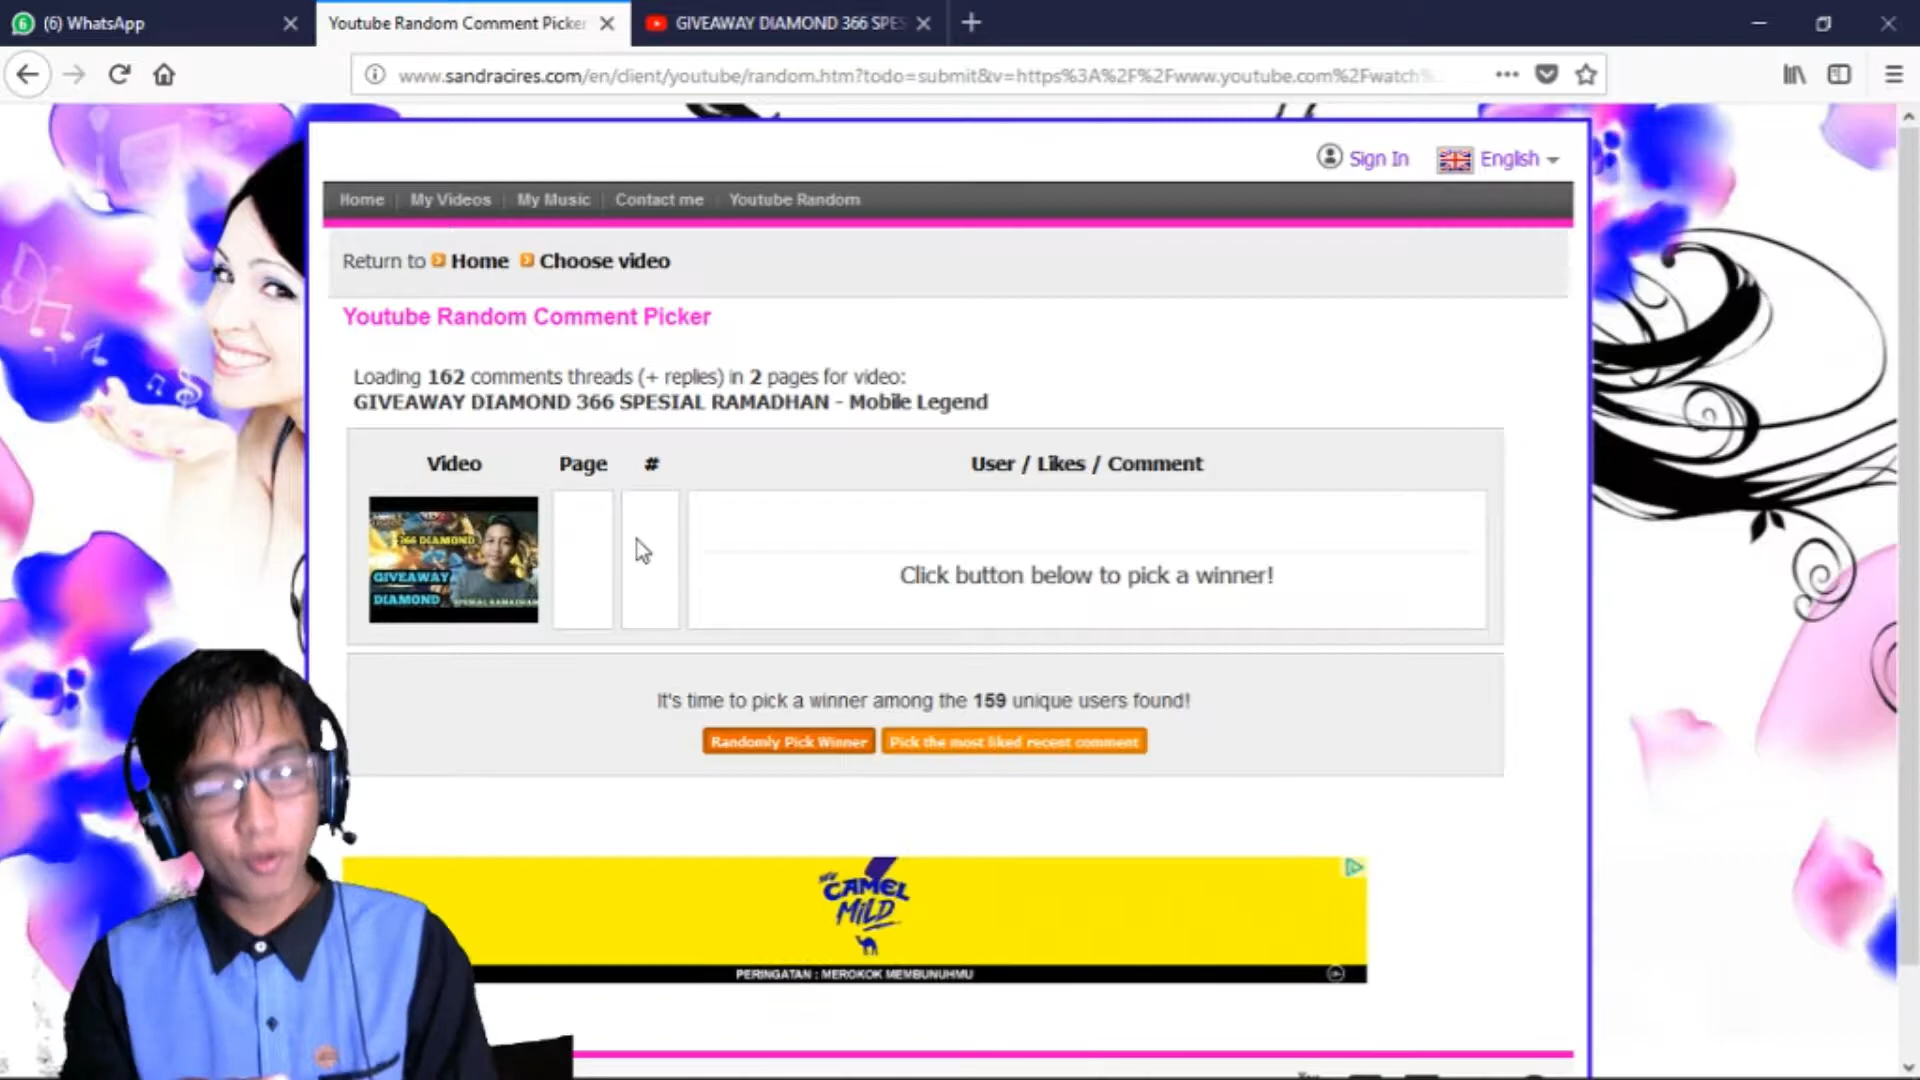 (6) WhatsApp
Youtube Random Comment Picker
GIVEAWAY DIAMOND 366 SPES
www.sandracires.com/en/client/youtube/random.htm?todo=submit&v=https%3A%2F%2Fwww.youtube.com%2Fwatch%
Sign In
English
Home
My Videos
My Music
Contact me
Youtube Random
Return to Home Choose video
Youtube Random Comment Picker
Loading 162 comments threads (+ replies) in 2 pages for video:
GIVEAWAY DIAMOND 366 SPESIAL RAMADHAN - Mobile Legend
Video
Page
#
User / Likes / Comment
366 DIAMOND
GIVEAWAY
DIAMOND
SPESIAL RAMADHAN
Click button below to pick a winner!
It's time to pick a winner among the 159 unique users found!
Randomly Pick Winner
Pick the most liked recent comment
NEW
CAMEL
MILD
PERINGATAN : MEROKOK MEMBUNUHMU